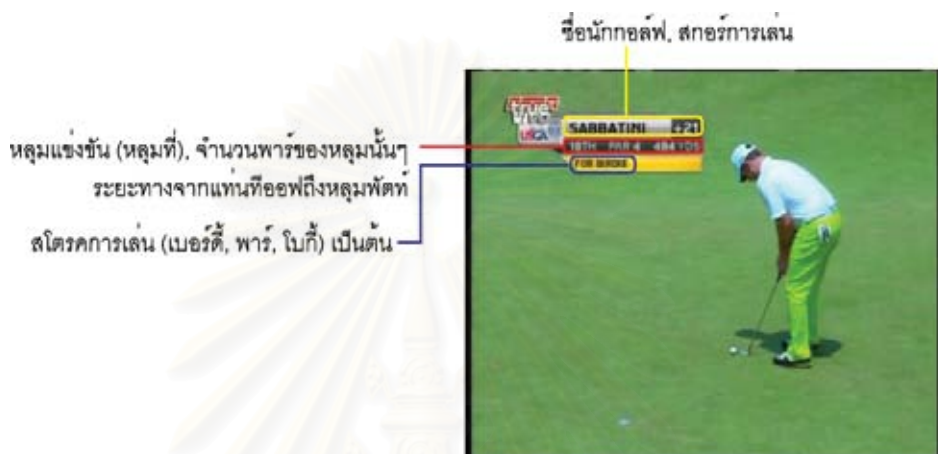 ชื่อนักกอล์ฟ, สกอร์การเล่น
true
USGA
SABBATINI
หลุมแข่งขัน (หลุมที่), จำนวนพาร์ของหลุมนั้นๆ
18TH PAR 4 484 YDS
ระยะทางจากแท่นทีออฟถึงหลุมพัตท์
FOR BIRDIE
สโตรคการเล่น (เบอร์ดี้, พาร์, โบกี้) เป็นต้น